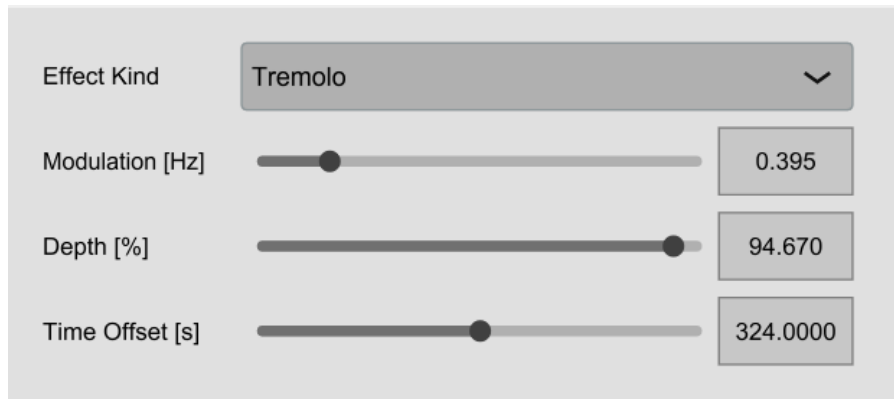 Effect Kind Tremolo
Modulation [Hz] 0.395
Depth [%] 94.670
Time Offset [s] 324.0000